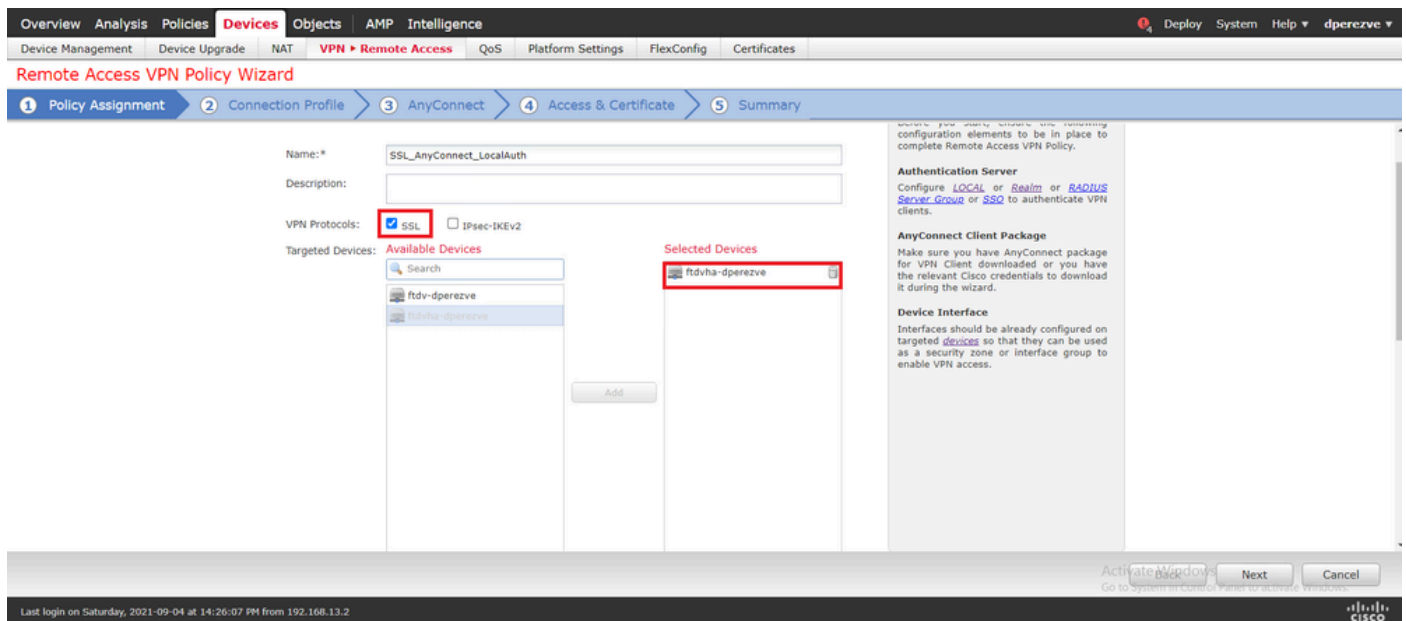 Overview Analysis Policies Devices Objects AMP Intelligence 4 Deploy System Help dperezve
Device Management Device Upgrade NAT VPN ▸ Remote Access QoS Platform Settings FlexConfig Certificates
Remote Access VPN Policy Wizard
1 Policy Assignment 2 Connection Profile 3 AnyConnect 4 Access & Certificate 5 Summary
Name:* SSL_AnyConnect_LocalAuth
Description:
VPN Protocols: SSL IPsec-IKEv2
Targeted Devices: Available Devices Selected Devices
Search
ftdv-dperezve
ftdvha-dperezve
ftdvha-dperezve
Add
Before you start, ensure the following
configuration elements to be in place to
complete Remote Access VPN Policy.
Authentication Server
Configure LOCAL or Realm or RADIUS
Server Group or SSO to authenticate VPN
clients.
AnyConnect Client Package
Make sure you have AnyConnect package
for VPN Client downloaded or you have
the relevant Cisco credentials to download
it during the wizard.
Device Interface
Interfaces should be already configured on
targeted devices so that they can be used
as a security zone or interface group to
enable VPN access.
Activate Windows
Go to System in Control Panel to activate Windows.
Back Next Cancel
Last login on Saturday, 2021-09-04 at 14:26:07 PM from 192.168.13.2
cisco